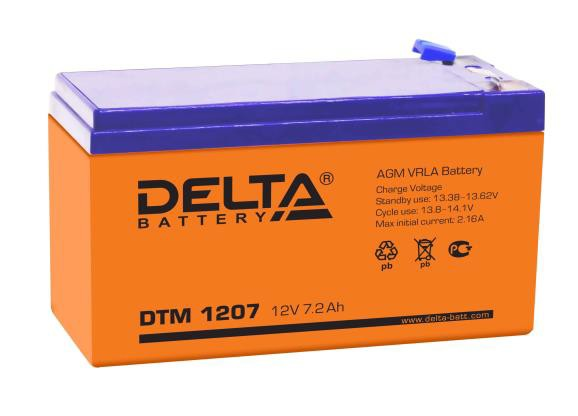 DELTA®
BATTERY
AGM VRLA Battery
Charge Voltage
Standby use: 13.38-13.62V
Cycle use: 13.8-14.1V
Max initial current: 2.16A
pb
pb
DTM 1207 12V 7.2Ah
www.delta-batt.com